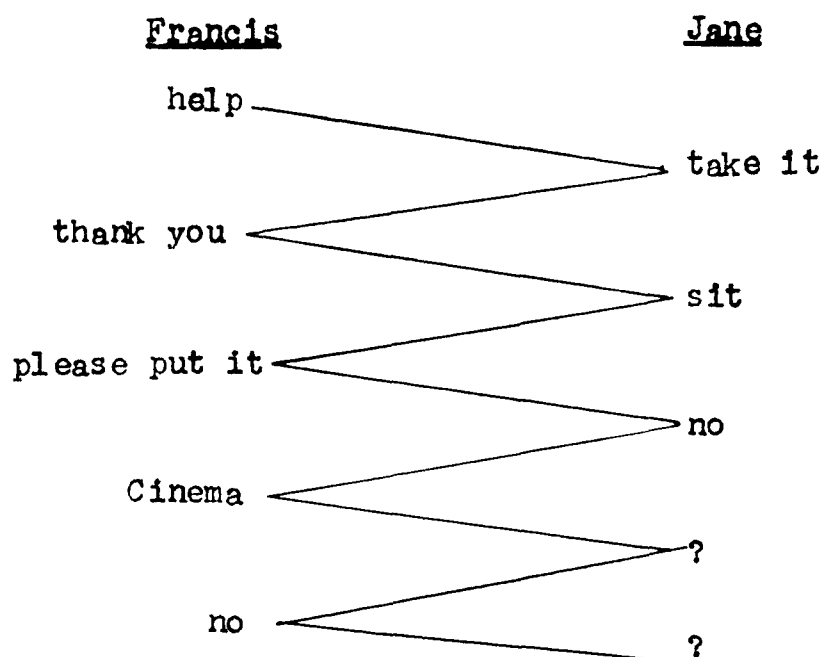 Francis Jane
help
take it
thank you
sit
please put it
no
Cinema
?
no
?